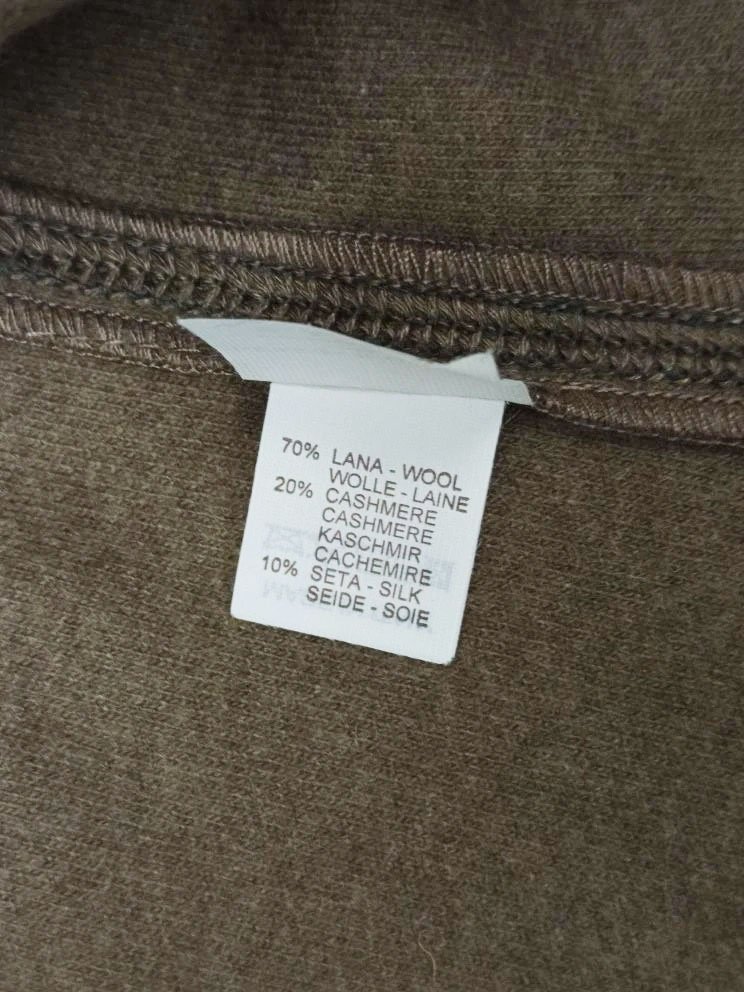 70% LANA - WOOL
WOLLE - LAINE
20% CASHMERE
CASHMERE
KASCHMIR
CACHEMIRE
10% SETA - SILK
SEIDE - SOIE